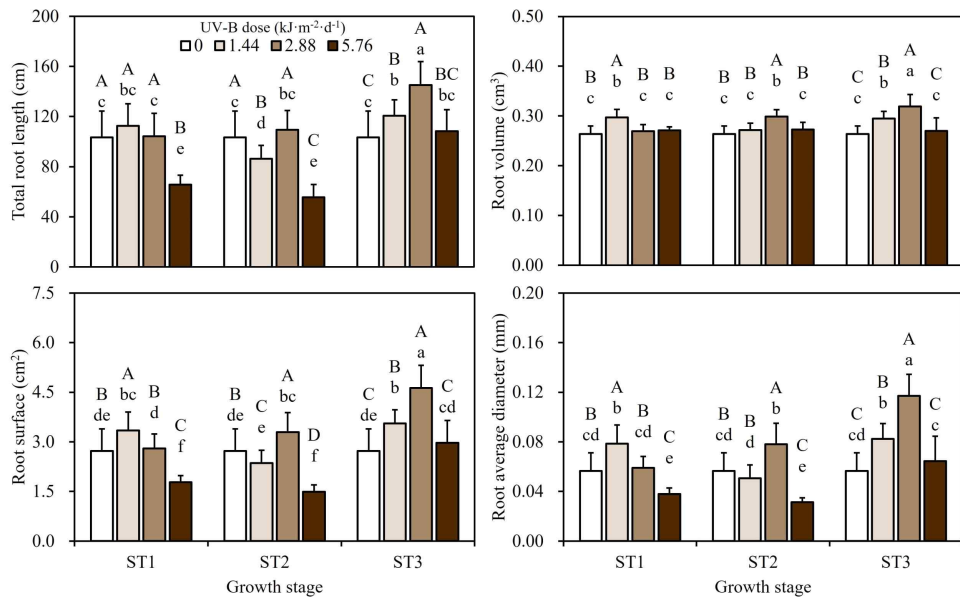 UV-B dose (kJ·m⁻²·d⁻¹)
0 1.44 2.88 5.76
Total root length (cm)
200
160
120
80
40
0
A A A B
c bc c e
A B A C
c d bc e
C B A BC
c b a bc
Root volume (cm³)
0.50
0.40
0.30
0.20
0.10
0.00
B A B B
c b c c
B B A B
c c b c
C B A C
c b a c
Root surface (cm²)
7.5
6.0
4.5
3.0
1.5
0.0
B A B C
de bc d f
B C A D
de e bc f
C B A C
de b a cd
ST1 ST2 ST3
Growth stage
Root average diameter (mm)
0.20
0.16
0.12
0.08
0.04
0.00
B A B C
cd b cd e
B B A C
cd d b e
C B A C
cd b a c
ST1 ST2 ST3
Growth stage